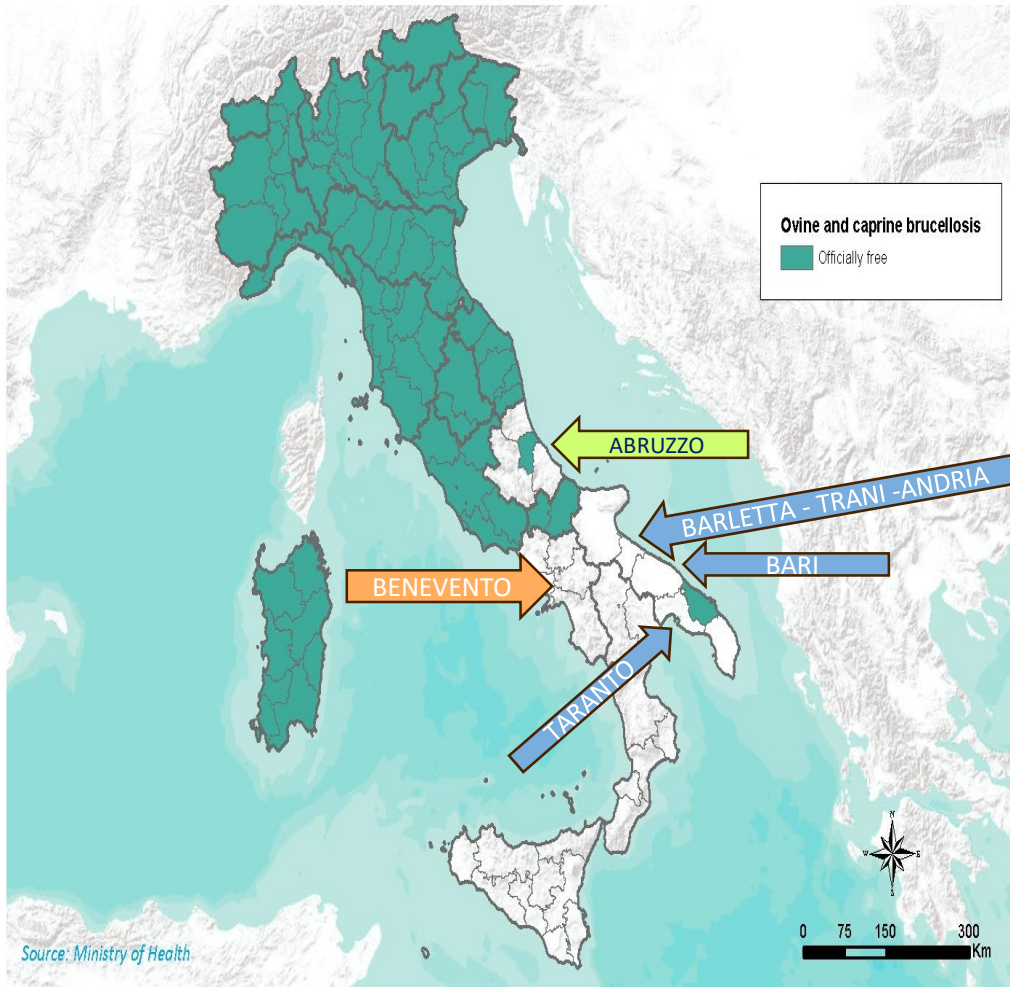 Ovine and caprine brucellosis
Officially free
ABRUZZO
BARLETTA - TRANI -ANDRIA
BARI
BENEVENTO
TARANTO
N
W E
S
0 75 150 300
Km
Source: Ministry of Health